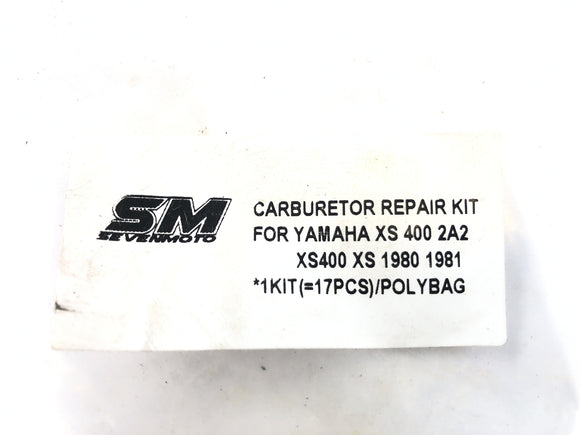 SM
SEVENMOTO
CARBURETOR REPAIR KIT
FOR YAMAHA XS 400 2A2
XS400 XS 1980 1981
*1KIT(=17PCS)/POLYBAG